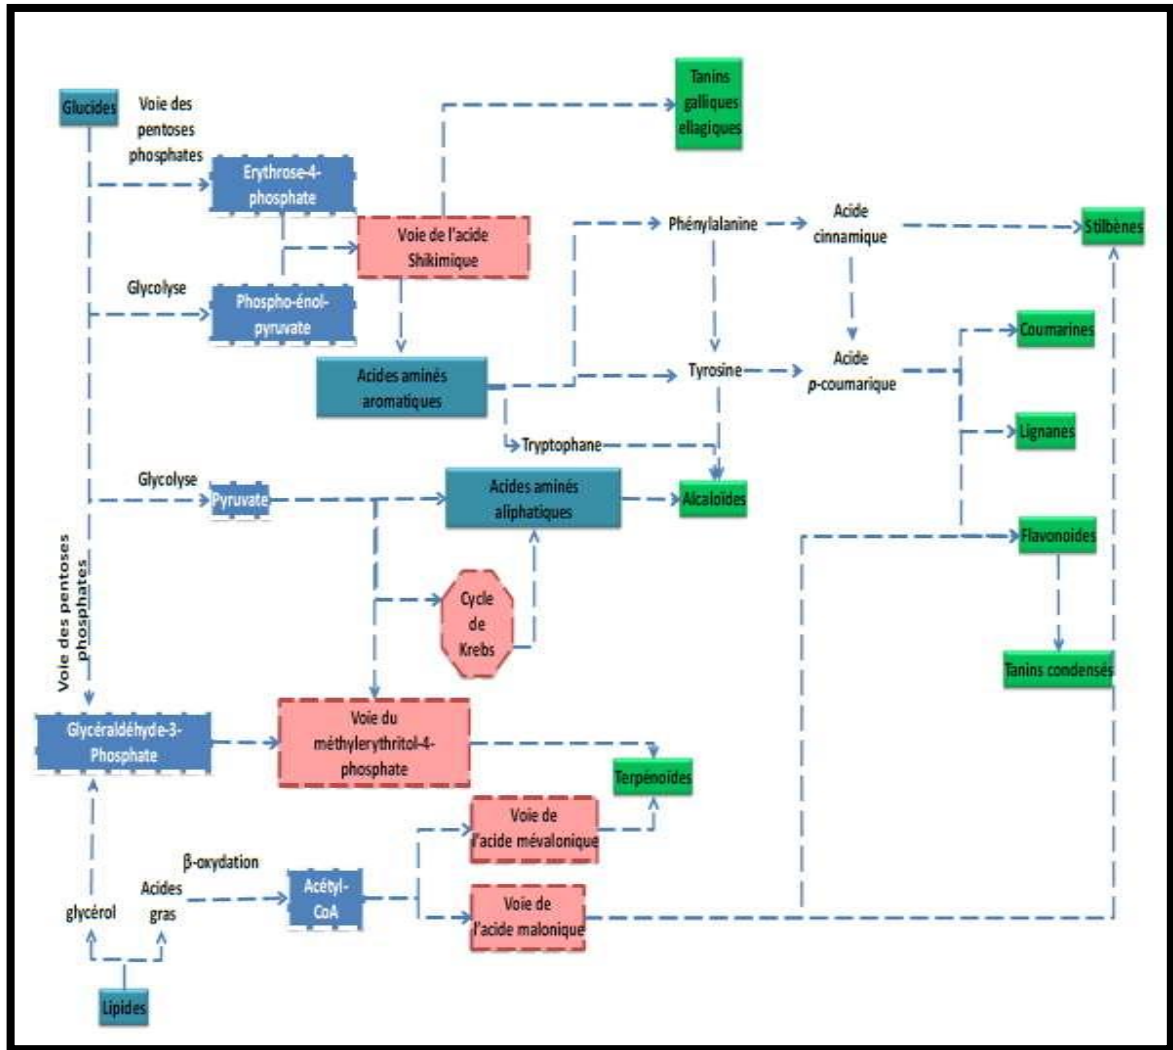 Tanins
galliques
ellagiques
Glucides
Voie des
pentoses
phosphates
Erythrose-4-
phosphate
Voie de l'acide
Shikimique
Phénylalanine
Acide
cinnamique
Stilbènes
Glycolyse
Phospho-énol-
pyruvate
Coumarines
Acides aminés
aromatiques
Tyrosine
Acide
p-coumarique
Lignanes
Tryptophane
Glycolyse
Pyruvate
Acides aminés
aliphatiques
Alcaloïdes
Flavonoides
Voie des pentoses
phosphates
Cycle
de
Krebs
Tanins condensés
Glycéraldéhyde-3-
Phosphate
Voie du
méthylerythritol-4-
phosphate
Terpénoïdes
Voie de
l'acide mévalonique
β-oxydation
Acides
gras
glycérol
Acétyl-
CoA
Voie de
l'acide malonique
Lipides